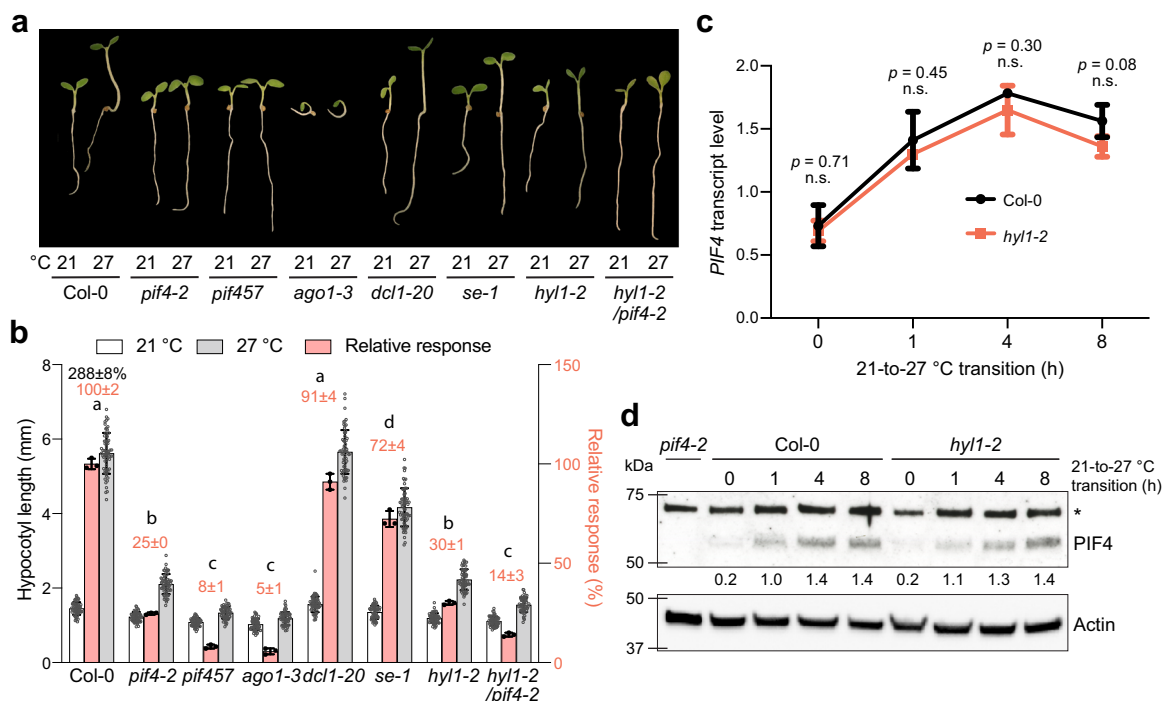 a
°C 21 27 21 27 21 27 21 27 21 27 21 27 21 27 21 27
Col-0 pif4-2 pif457 ago1-3 dcl1-20 se-1 hyl1-2 hyl1-2
/pif4-2
b
21 °C 27 °C Relative response
Hypocotyl length (mm)
8
6
4
2
0
288±8%
100±2
a
b
25±0
c
8±1
c
5±1
a
91±4
d
72±4
b
30±1
c
14±3
150
100
50
0
Relative response (%)
Col-0 pif4-2 pif457 ago1-3 dcl1-20 se-1 hyl1-2 hyl1-2
/pif4-2
c
PIF4 transcript level
2.0
1.5
1.0
0.5
0.0
p = 0.71
n.s.
p = 0.45
n.s.
p = 0.30
n.s.
p = 0.08
n.s.
Col-0
hyl1-2
0 1 4 8
21-to-27 °C transition (h)
d
pif4-2 Col-0 hyl1-2
kDa 0 1 4 8 0 1 4 8 21-to-27 °C
transition (h)
75
*
PIF4
50
0.2 1.0 1.4 1.4 0.2 1.1 1.3 1.4
50
Actin
37